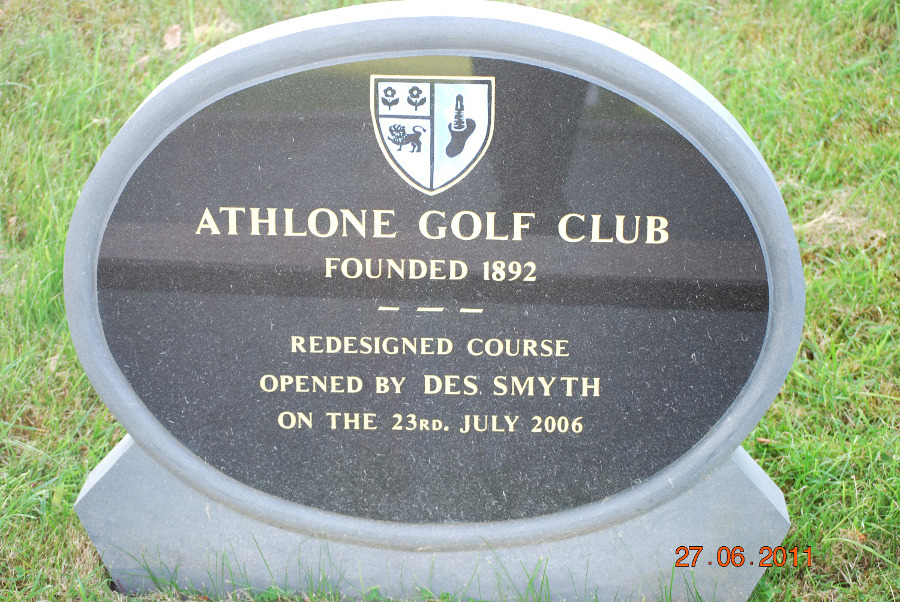 ATHLONE GOLF CLUB
FOUNDED 1892
REDESIGNED COURSE
OPENED BY DES SMYTH
ON THE 23RD. JULY 2006
27.06.2011